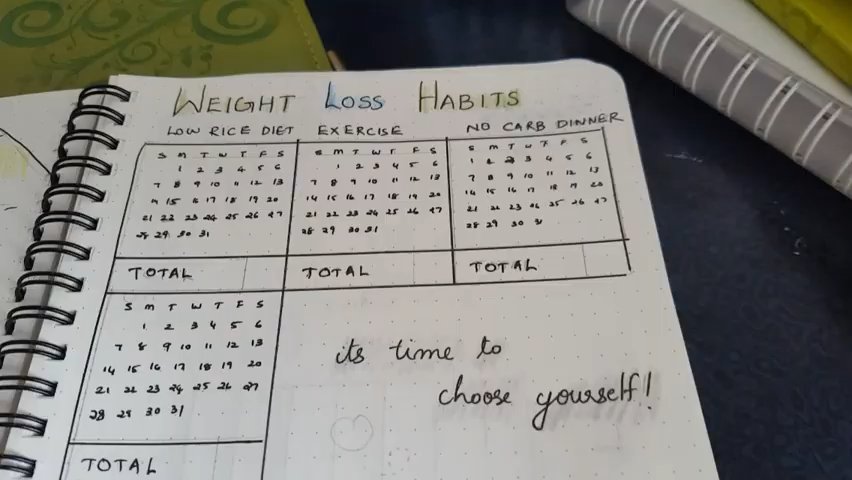 WEIGHT LOSS HABITS
LOW RICE DIET
S M T W T F S
1 2 3 4 5 6
7 8 9 10 11 12 13
14 15 16 17 18 19 20
21 22 23 24 25 26 27
28 29 30 31
TOTAL
EXERCISE
S M T W T F S
1 2 3 4 5 6
7 8 9 10 11 12 13
14 15 16 17 18 19 20
21 22 23 24 25 26 27
28 29 30 31
TOTAL
NO CARB DINNER
S M T W T F S
1 2 3 4 5 6
7 8 9 10 11 12 13
14 15 16 17 18 19 20
21 22 23 24 25 26 27
28 29 30 31
TOTAL
S M T W T F S
1 2 3 4 5 6
7 8 9 10 11 12 13
14 15 16 17 18 19 20
21 22 23 24 25 26 27
28 29 30 31
TOTAL
its time to
choose yourself!